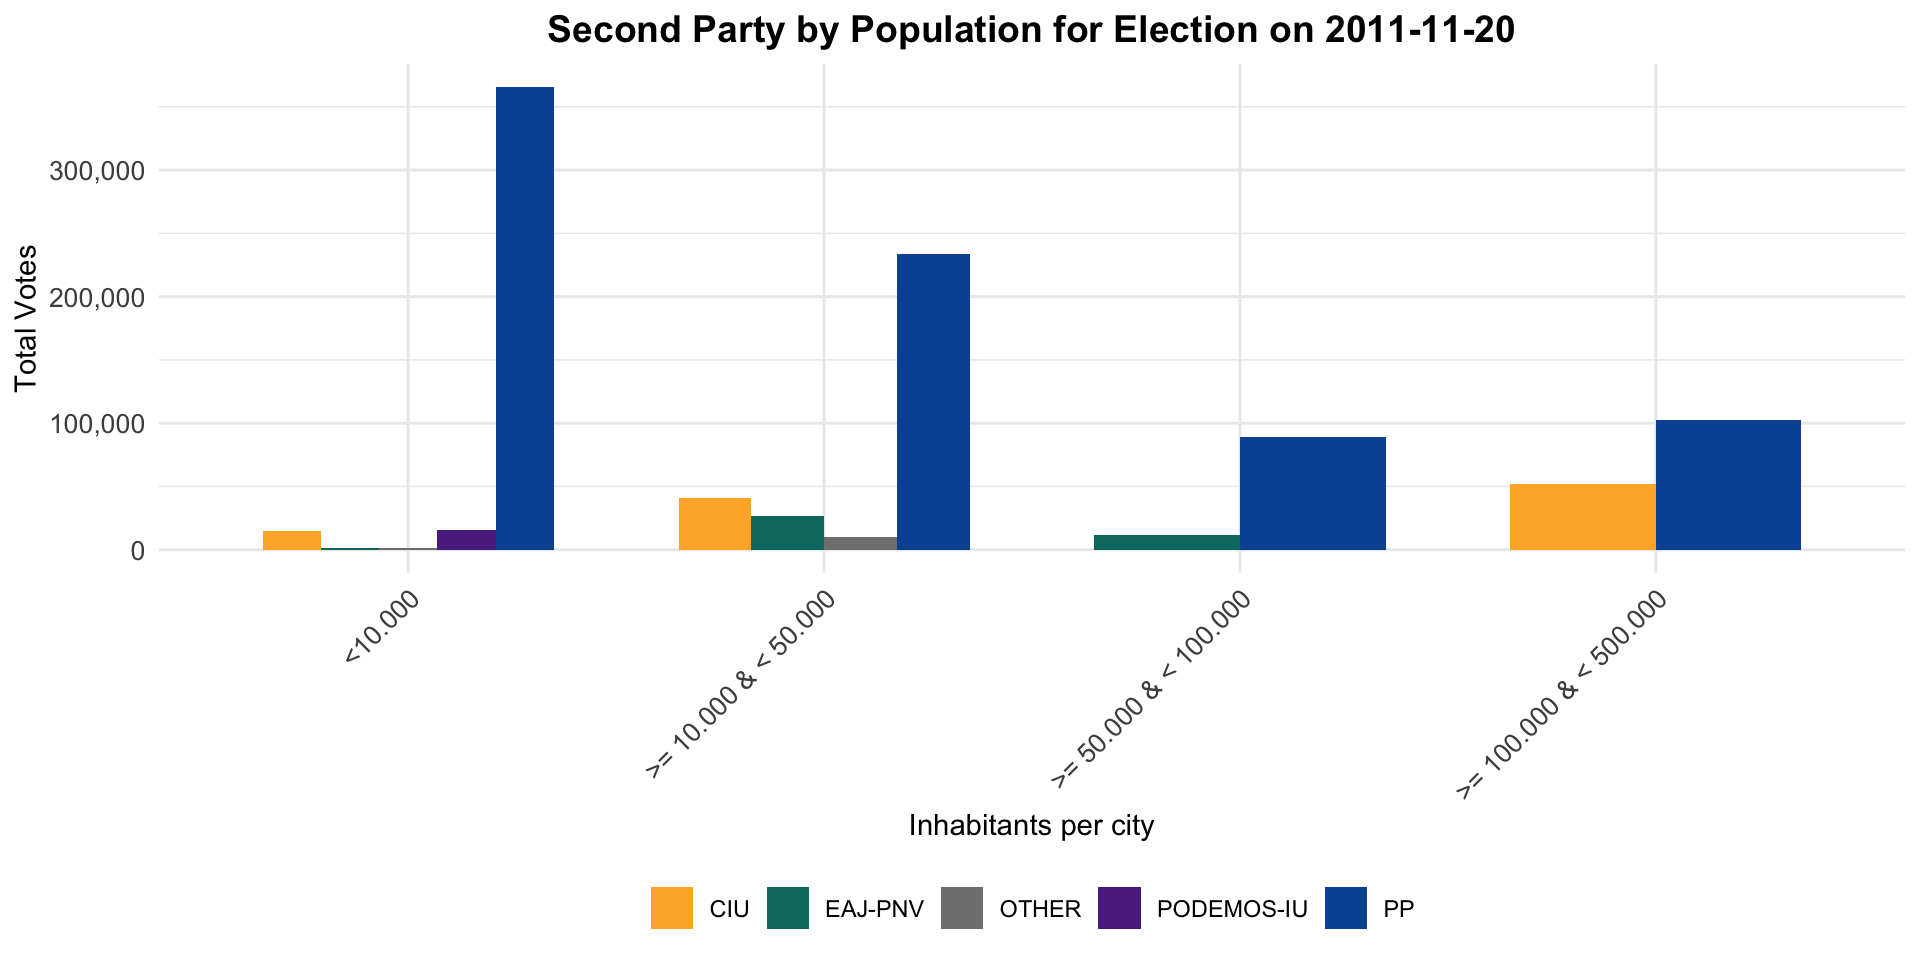 Second Party by Population for Election on 2011-11-20
Total Votes
300,000
200,000
100,000
0
<10.000
>= 10.000 & < 50.000
>= 50.000 & < 100.000
>= 100.000 & < 500.000
Inhabitants per city
CIU EAJ-PNV OTHER PODEMOS-IU PP